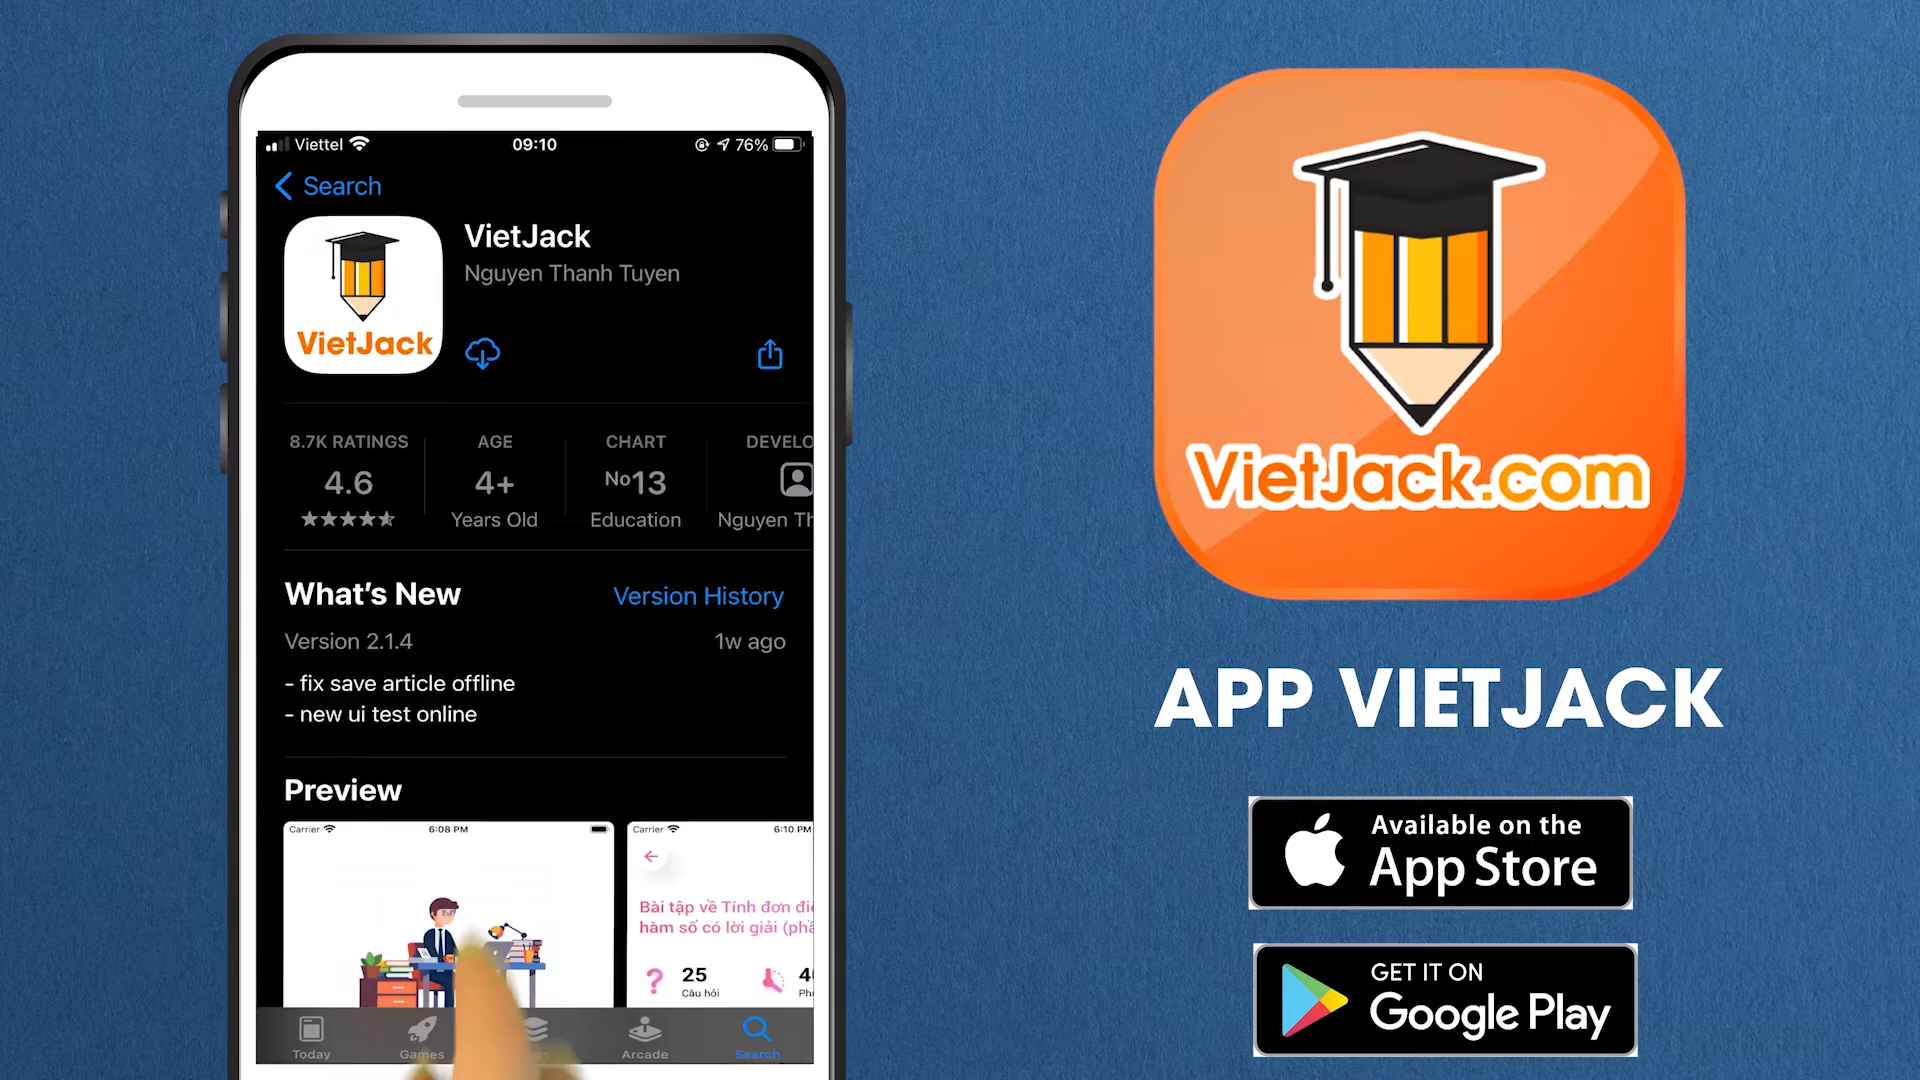 Viettel
09:10
76%
Search
VietJack
VietJack
Nguyen Thanh Tuyen
8.7K RATINGS
4.6
AGE
4+
Years Old
CHART
No13
Education
DEVELO
Nguyen Th
What's New
Version History
Version 2.1.4
1w ago
- fix save article offline
- new ui test online
Preview
Carrier
6:08 PM
Carrier
6:10 PM
Bài tập về Tính đơn điệ
hàm số có lời giải (phầ
25
Câu hỏi
Today
Games
Arcade
Search
VietJack.com
APP VIETJACK
Available on the
App Store
GET IT ON
Google Play